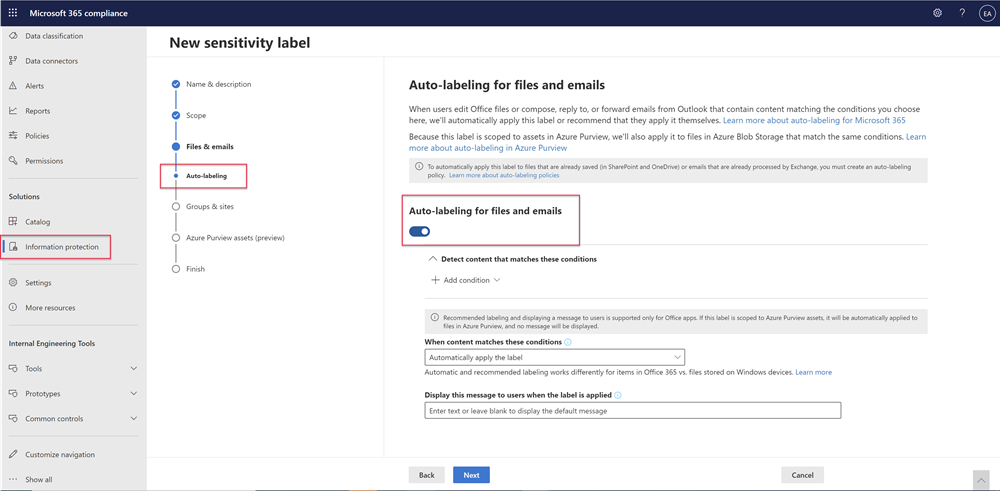 Microsoft 365 compliance
?
EA
Data classification
Data connectors
Alerts
Reports
Policies
Permissions
Solutions
Catalog
Information protection
Settings
More resources
Internal Engineering Tools
Tools
Prototypes
Common controls
Customize navigation
Show all
New sensitivity label
Name & description
Scope
Files & emails
Auto-labeling
Groups & sites
Azure Purview assets (preview)
Finish
Auto-labeling for files and emails
When users edit Office files or compose, reply to, or forward emails from Outlook that contain content matching the conditions you choose
here, we'll automatically apply this label or recommend that they apply it themselves. Learn more about auto-labeling for Microsoft 365
Because this label is scoped to assets in Azure Purview, we'll also apply it to files in Azure Blob Storage that match the same conditions. Learn
more about auto-labeling in Azure Purview
To automatically apply this label to files that are already saved (in SharePoint and OneDrive) or emails that are already processed by Exchange, you must create an auto-labeling
policy. Learn more about auto-labeling policies
Auto-labeling for files and emails
Detect content that matches these conditions
Add condition
Recommended labeling and displaying a message to users is supported only for Office apps. If this label is scoped to Azure Purview assets, it will be automatically applied to
files in Azure Purview, and no message will be displayed.
When content matches these conditions
Automatically apply the label
Automatic and recommended labeling works differently for items in Office 365 vs. files stored on Windows devices. Learn more
Display this message to users when the label is applied
Enter text or leave blank to display the default message
Back
Next
Cancel